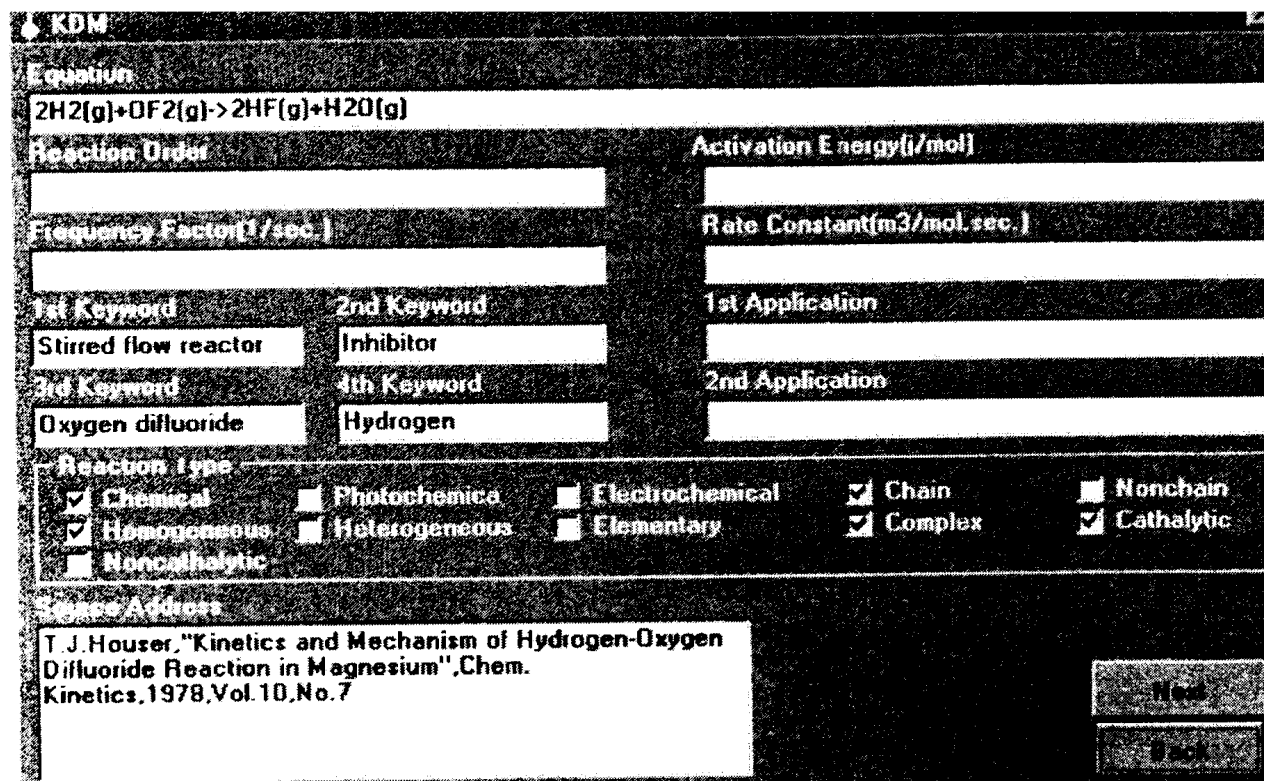 KDM
Equation
2H2(g)+OF2(g)->2HF(g)+H2O(g)
Reaction Order Activation Energy(j/mol)
Frequency Factor(1/sec.) Rate Constant(m3/mol.sec.)
1st Keyword 2nd Keyword 1st Application
Stirred flow reactor Inhibitor
3rd Keyword 4th Keyword 2nd Application
Oxygen difluoride Hydrogen
Reaction Type
Chemical Photochemica Electrochemical Chain Nonchain
Homogoneous Heterogeneous Elementary Complex Cathalytic
Noncathalytic
Source Address
T.J.Houser,"Kinetics and Mechanism of Hydrogen-Oxygen
Difluoride Reaction in Magnesium",Chem.
Kinetics,1978,Vol.10,No.7
Next
Back